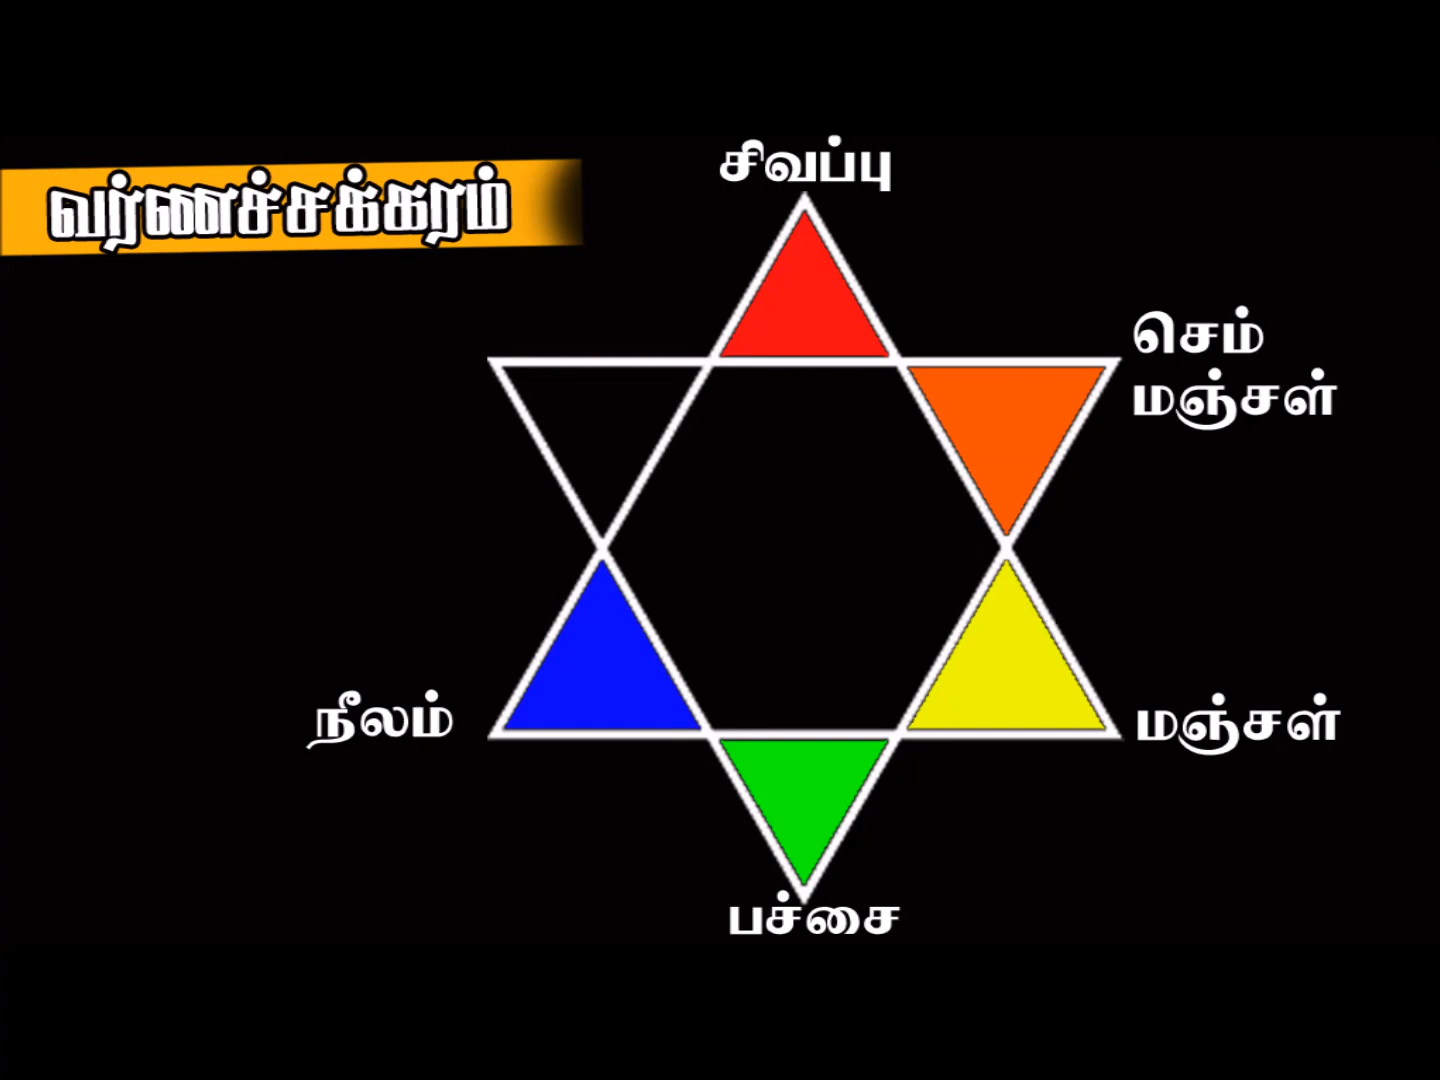 வர்ணச்சக்கரம்
சிவப்பு
செம்
மஞ்சள்
நீலம்
மஞ்சள்
பச்சை